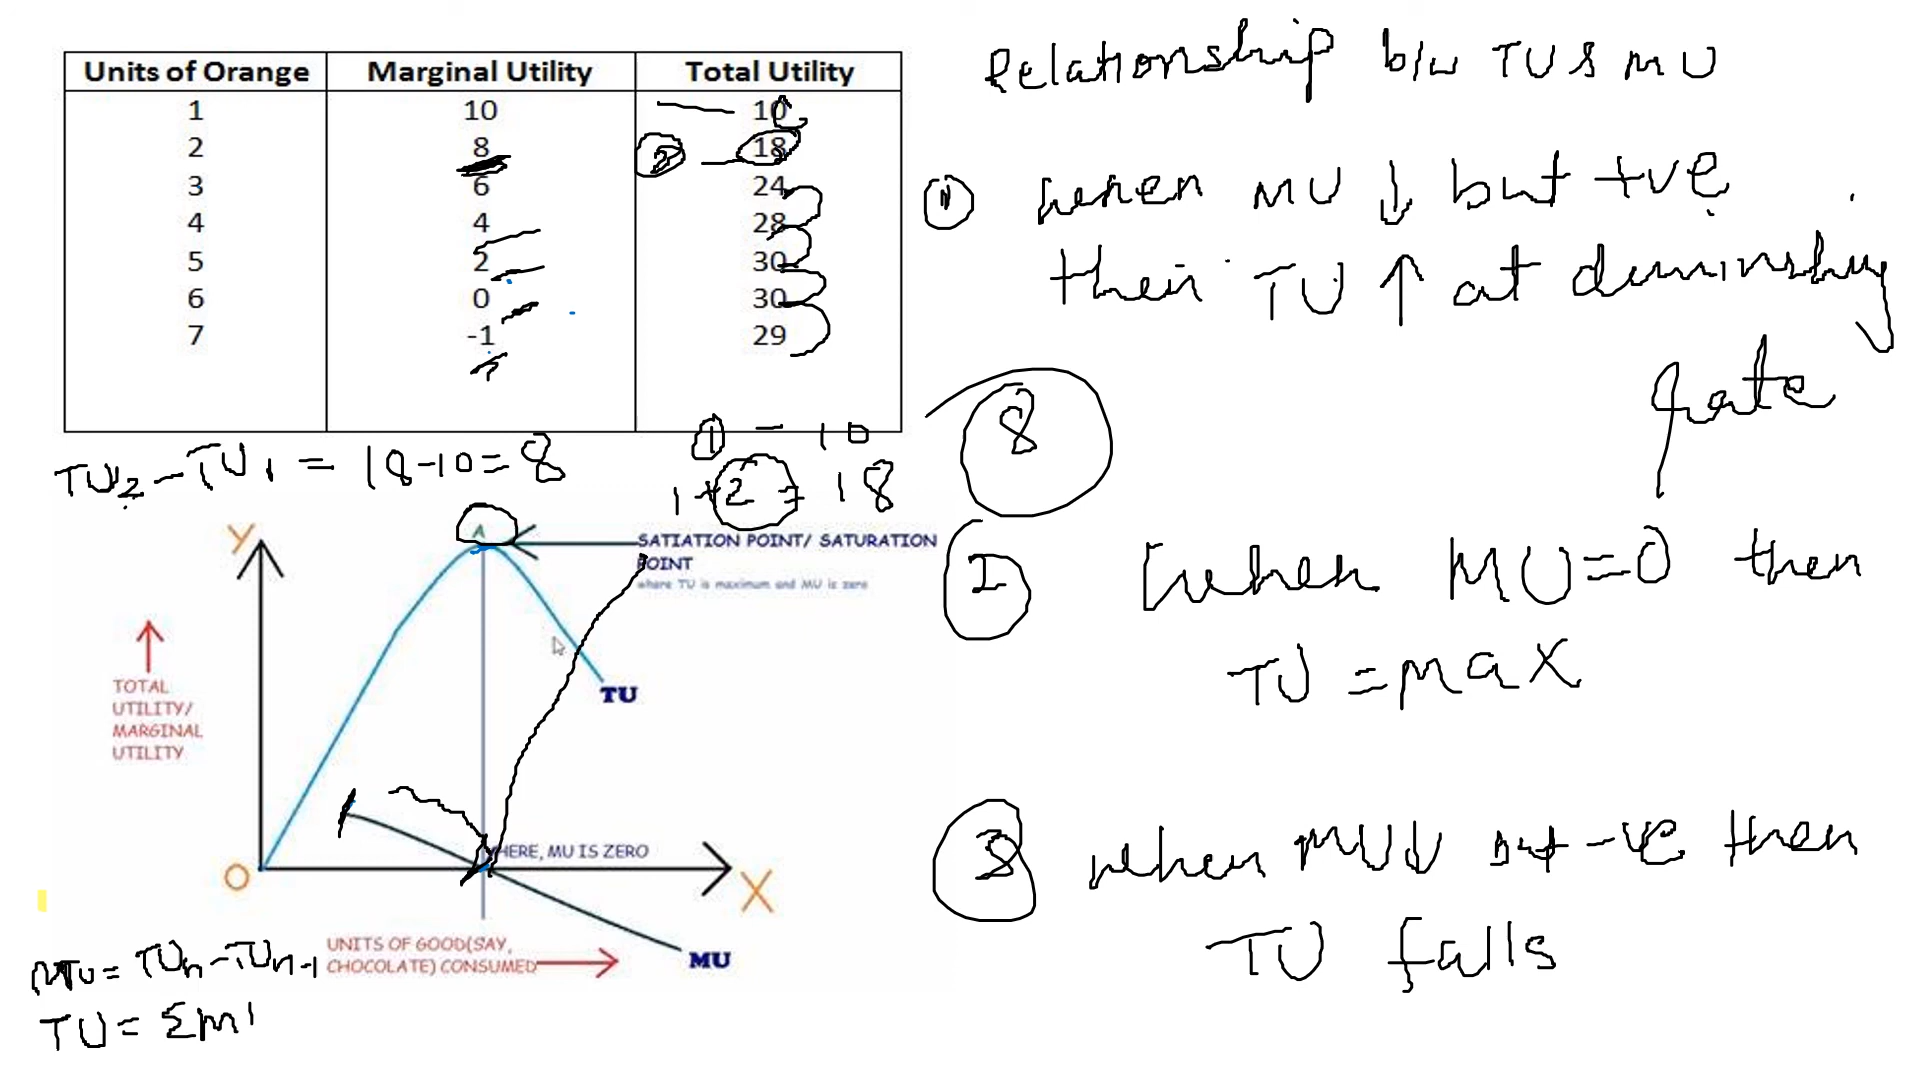 Relationship b/w TU & MU
Units of Orange Marginal Utility Total Utility
1 10 10
2 8 2 18
3 6 24
4 4 28
5 2 30
6 0 30
7 -1 29
① when MU ↓ but +ve
then TU ↑ at
rate
8
① = 10
1+2 = 18
TU2 - TU1 = 18-10=8
Y
A
SATIATION POINT/ SATURATION
POINT
where TU is maximum and MU is zero
TOTAL
UTILITY/
MARGINAL
UTILITY
TU
HERE, MU IS ZERO
O
X
UNITS OF GOOD(SAY,
CHOCOLATE) CONSUMED
MU
= TUn - TUn-1
TU = ΣM
2 when MU=0 then
TU = max
3 when MU↓ but -ve then
TU falls